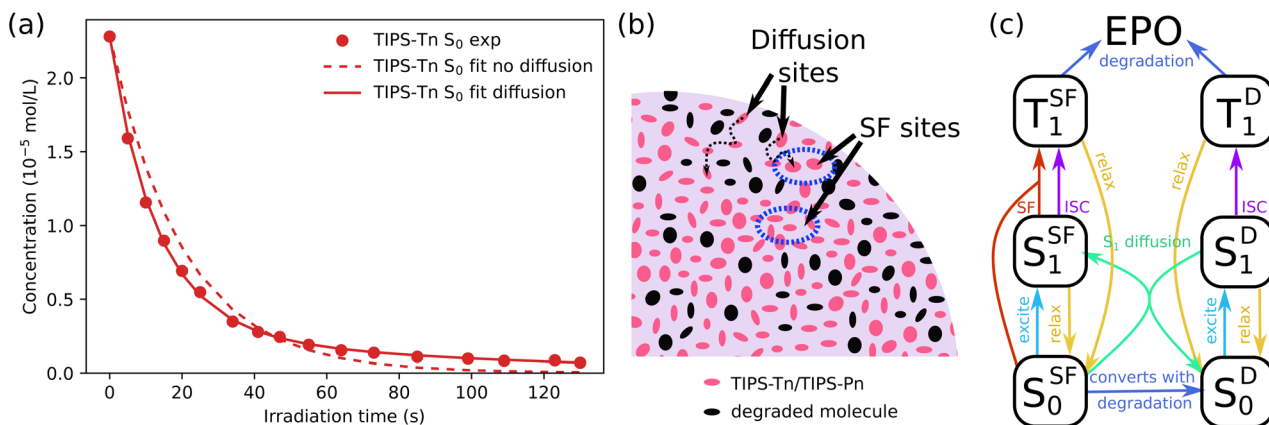 (a)
TIPS-Tn S0 exp
TIPS-Tn S0 fit no diffusion
TIPS-Tn S0 fit diffusion
Concentration (10−5 mol/L)
2.0
1.5
1.0
0.5
0.0
0
20
40
60
80
100
120
Irradiation time (s)
(b)
Diffusion
sites
SF sites
TIPS-Tn/TIPS-Pn
degraded molecule
(c)
EPO
degradation
T1SF
T1D
relax
relax
SF
ISC
ISC
S1 diffusion
S1SF
S1D
excite
relax
excite
relax
S0SF
converts with
degradation
S0D